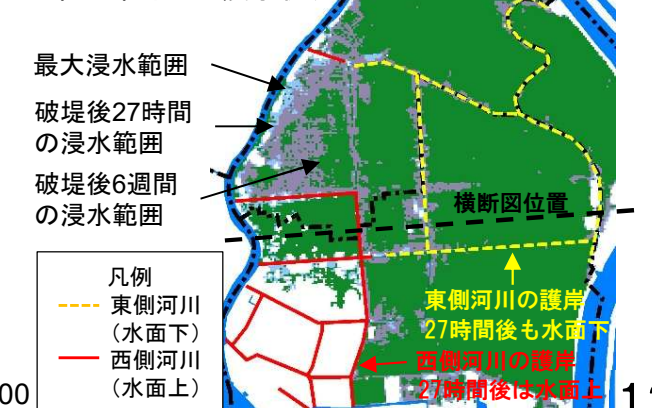 最大浸水範囲
破堤後27時間
の浸水範囲
破堤後6週間
の浸水範囲
横断図位置
凡例
東側河川
（水面下）
西側河川
（水面上）
東側河川の護岸
27時間後も水面下
西側河川の護岸
27時間後は水面上
00